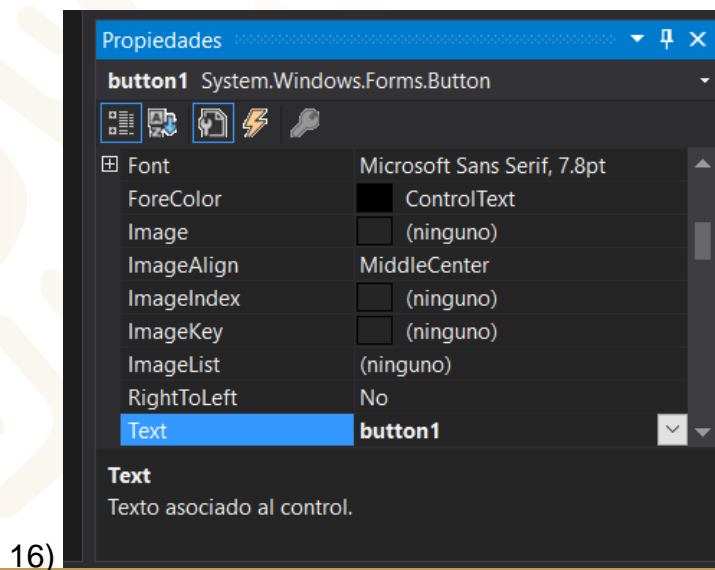 Propiedades
button1 System.Windows.Forms.Button
Font Microsoft Sans Serif, 7.8pt
ForeColor ControlText
Image (ninguno)
ImageAlign MiddleCenter
ImageIndex (ninguno)
ImageKey (ninguno)
ImageList (ninguno)
RightToLeft No
Text button1
Text
Texto asociado al control.
16)